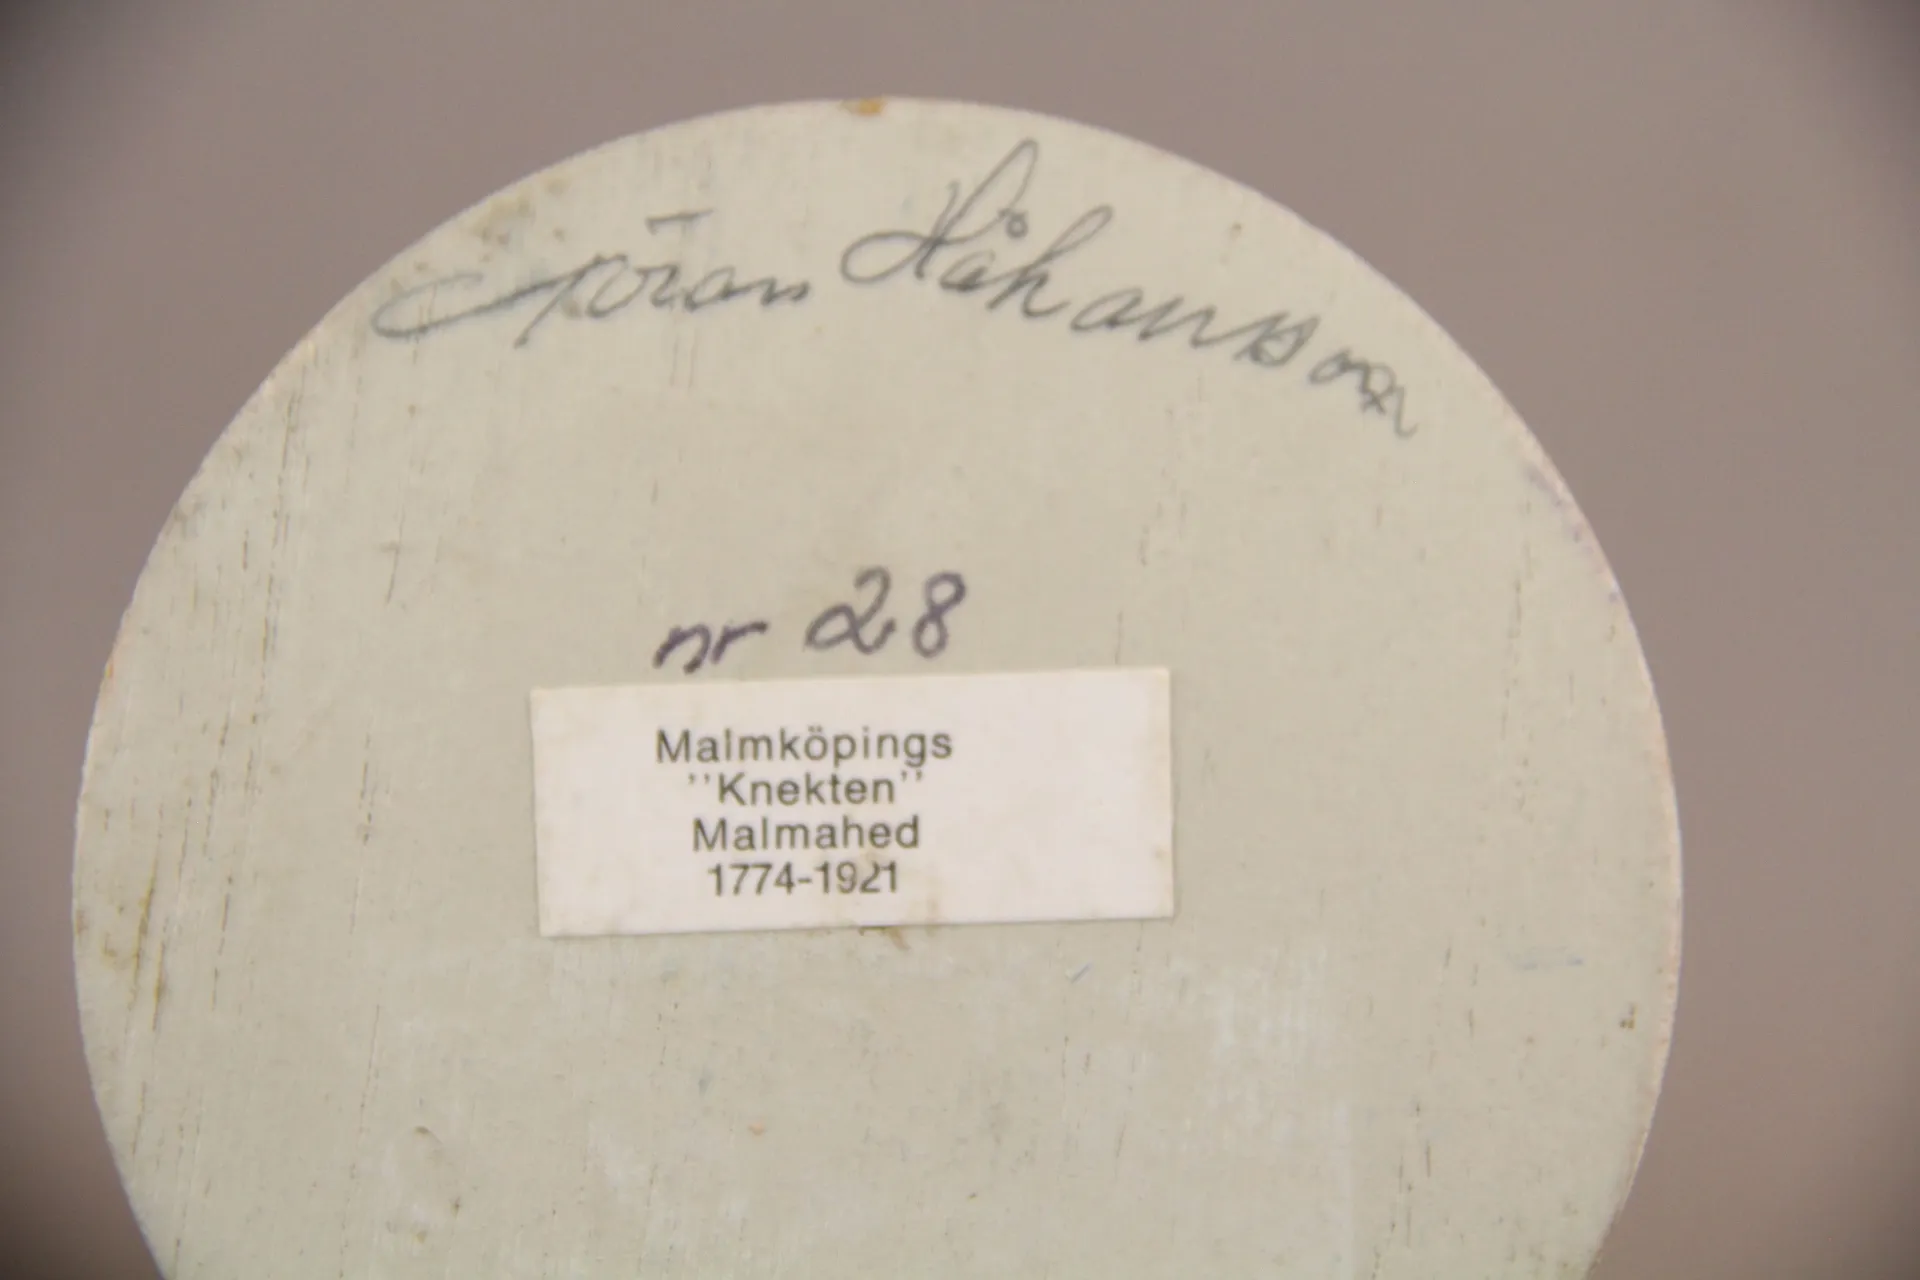 Göran Håkansson
nr 28
Malmköpings
"Knekten"
Malmahed
1774-1921